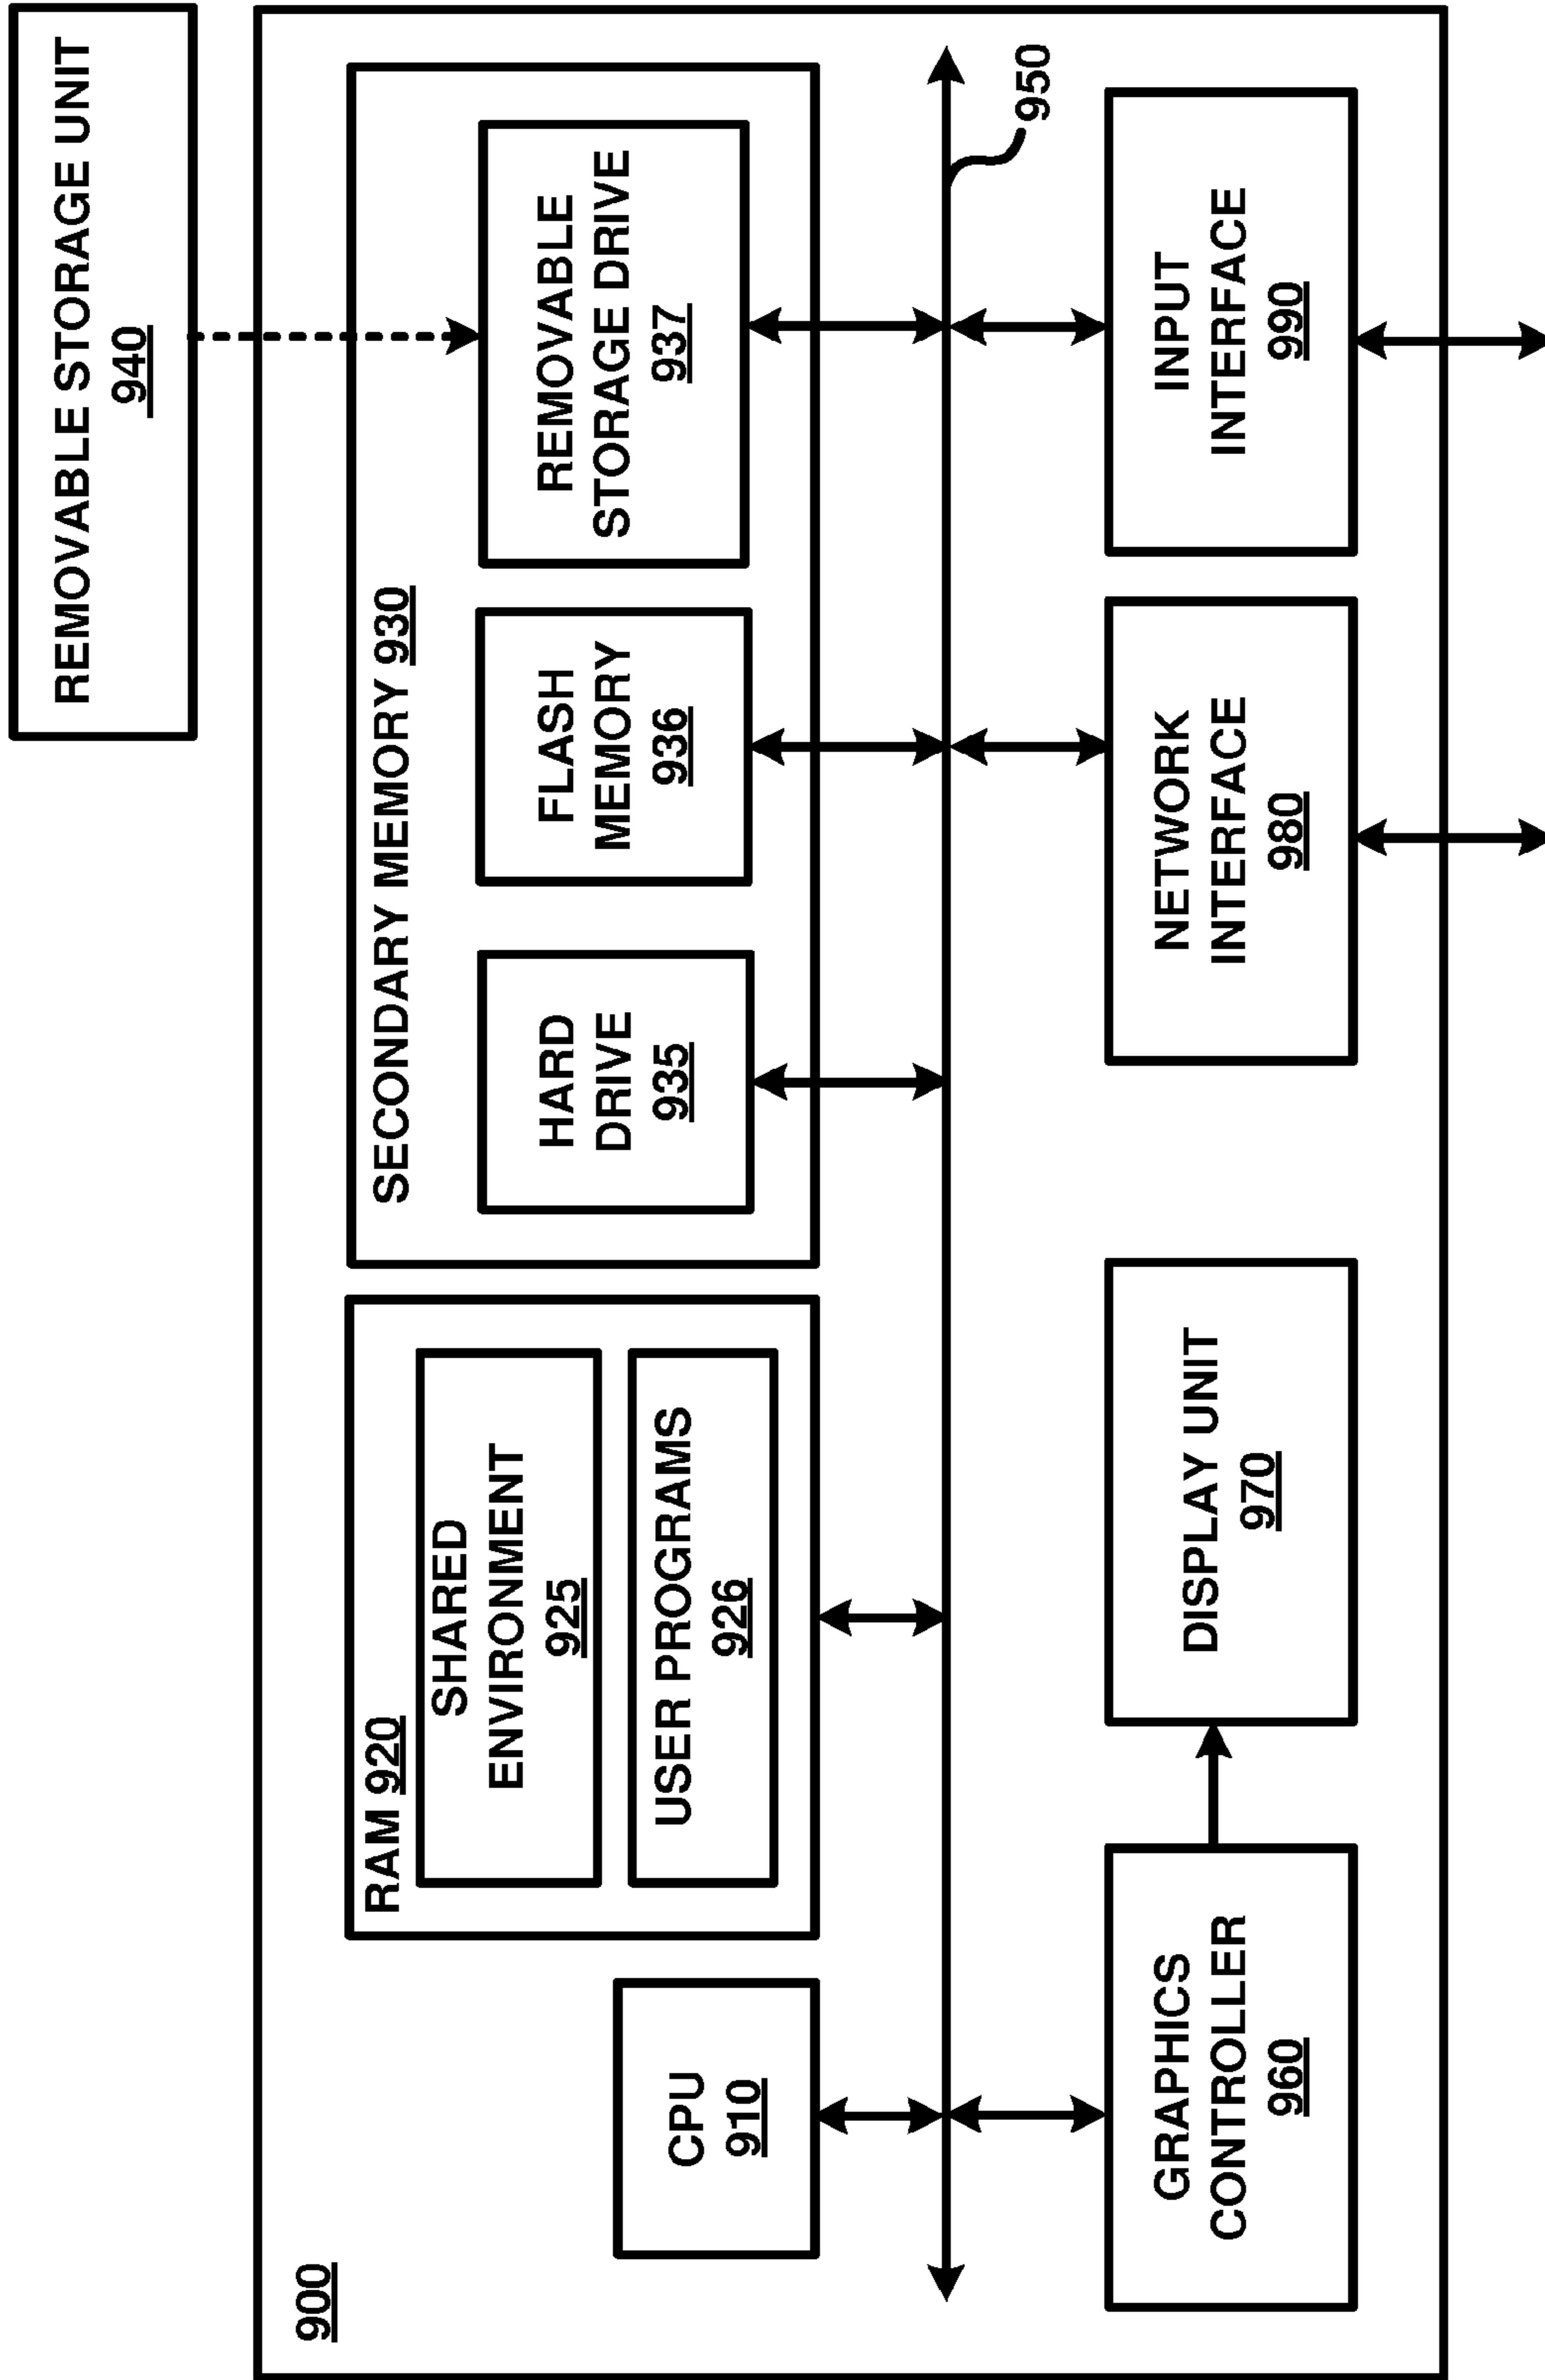 REMOVABLE STORAGE UNIT
940
900
RAM 920
SHARED
ENVIRONMENT
925
USER PROGRAMS
926
SECONDARY MEMORY 930
HARD
DRIVE
935
FLASH
MEMORY
936
REMOVABLE
STORAGE DRIVE
937
CPU
910
950
GRAPHICS
CONTROLLER
960
DISPLAY UNIT
970
NETWORK
INTERFACE
980
INPUT
INTERFACE
990